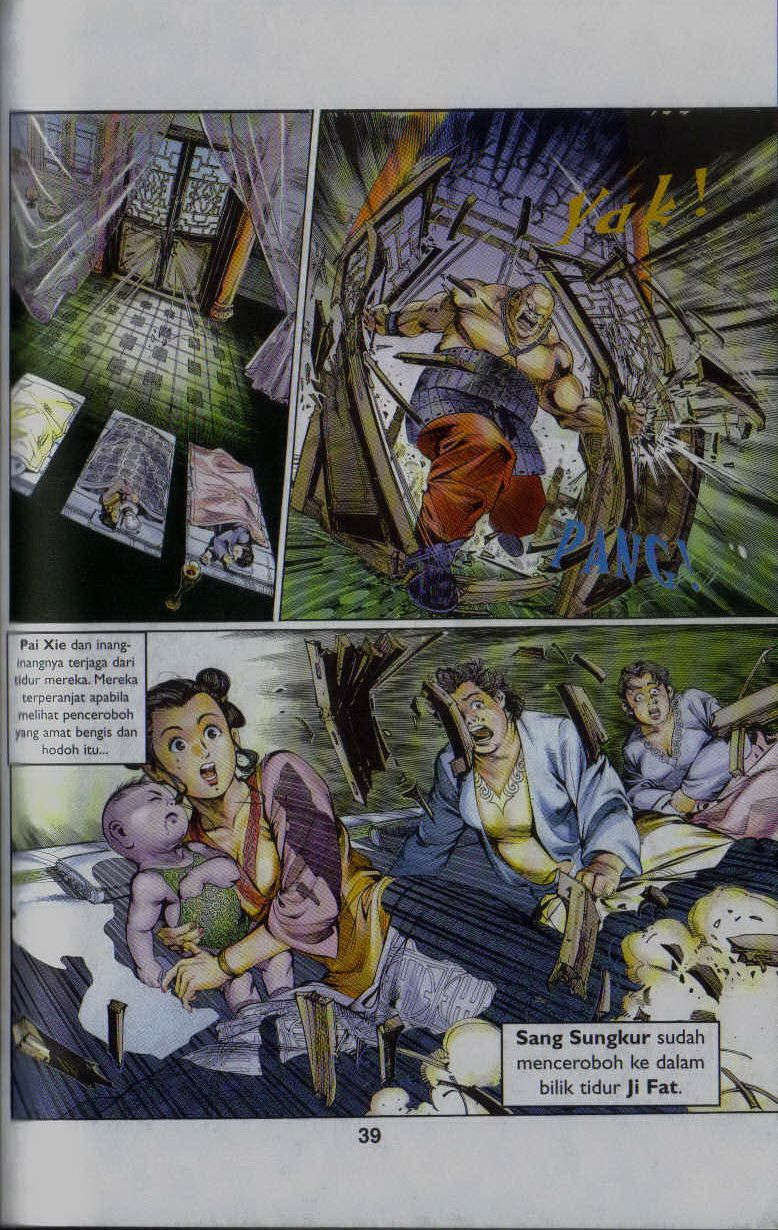 Yak!
PANG!
Pai Xie dan inang-
inangnya terjaga dari
tidur mereka. Mereka
terperanjat apabila
melihat penceroboh
yang amat bengis dan
hodoh itu...
Sang Sungkur sudah
menceroboh ke dalam
bilik tidur Ji Fat.
39